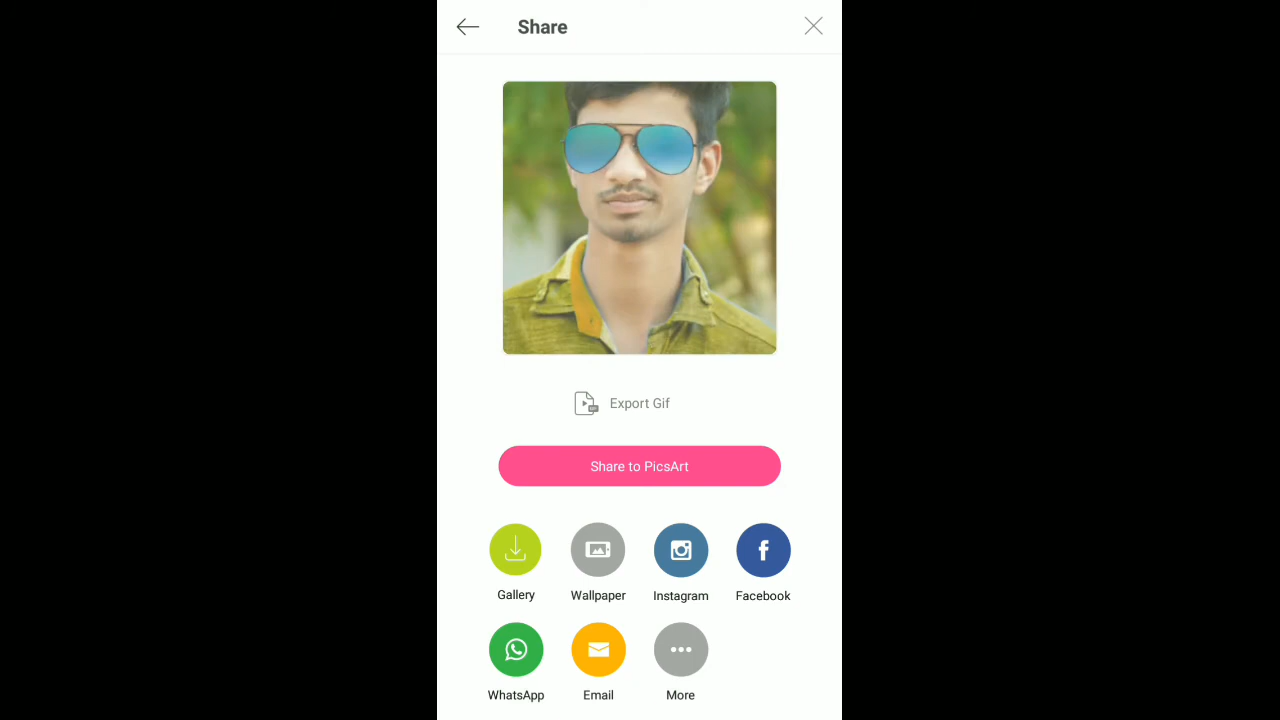 Share
Export Gif
Share to PicsArt
Gallery Wallpaper Instagram Facebook
WhatsApp Email More